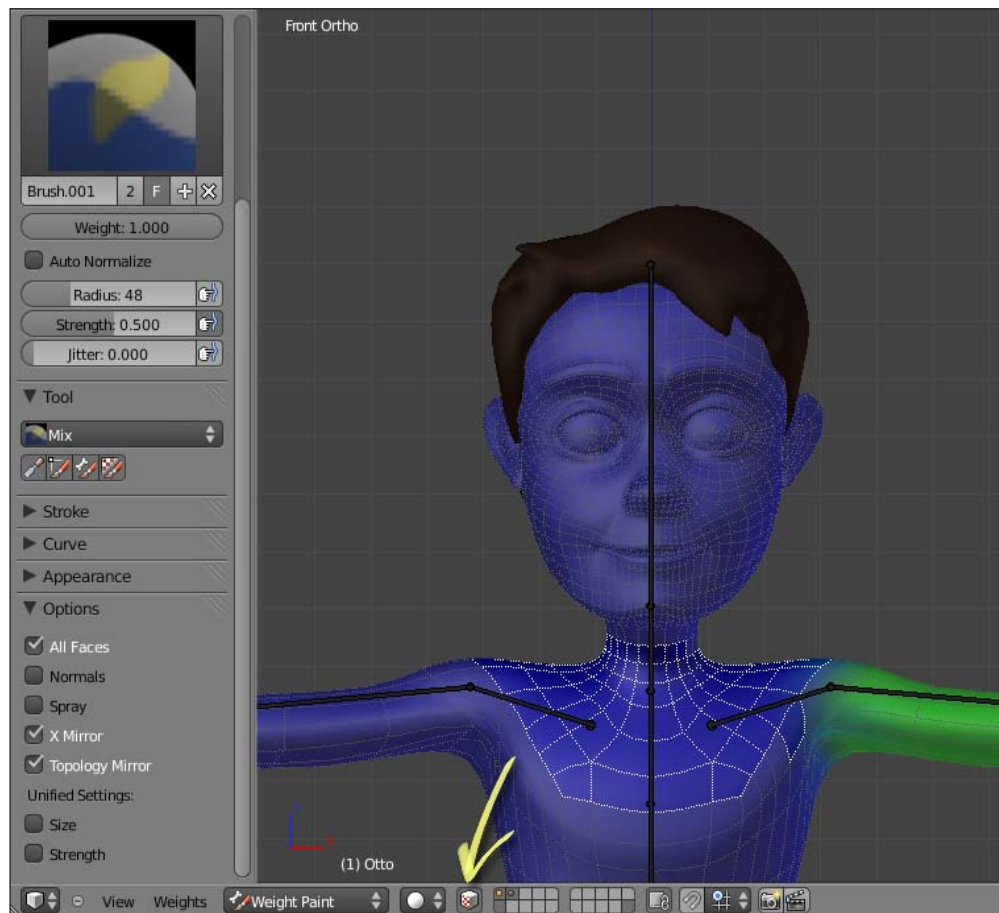 Front Ortho
Brush.001 2 F
Weight: 1.000
Auto Normalize
Radius: 48
Strength: 0.500
Jitter: 0.000
Tool
Mix
Stroke
Curve
Appearance
Options
All Faces
Normals
Spray
X Mirror
Topology Mirror
Unified Settings:
Size
Strength
(1) Otto
View Weights Weight Paint